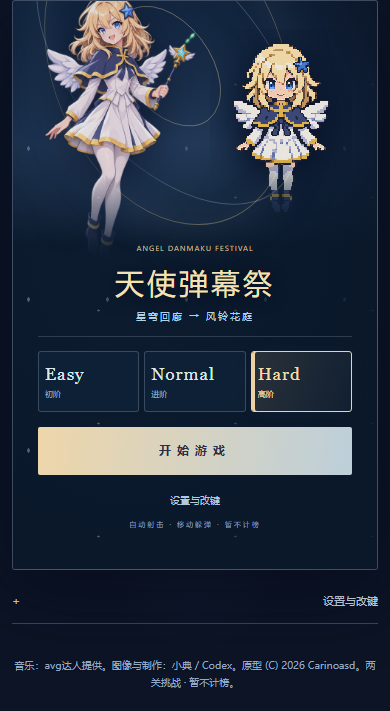 ANGEL DANMAKU FESTIVAL
天使弹幕祭
星穹回廊 → 风铃花庭
Easy Normal Hard
初阶 进阶 高阶
开始游戏
设置与改键
自动射击 · 移动躲弹 · 暂不计榜
+ 设置与改键
音乐：avg达人提供。图像与制作：小典 / Codex。原型 (C) 2026 Carinoasd。两
关挑战 · 暂不计榜。